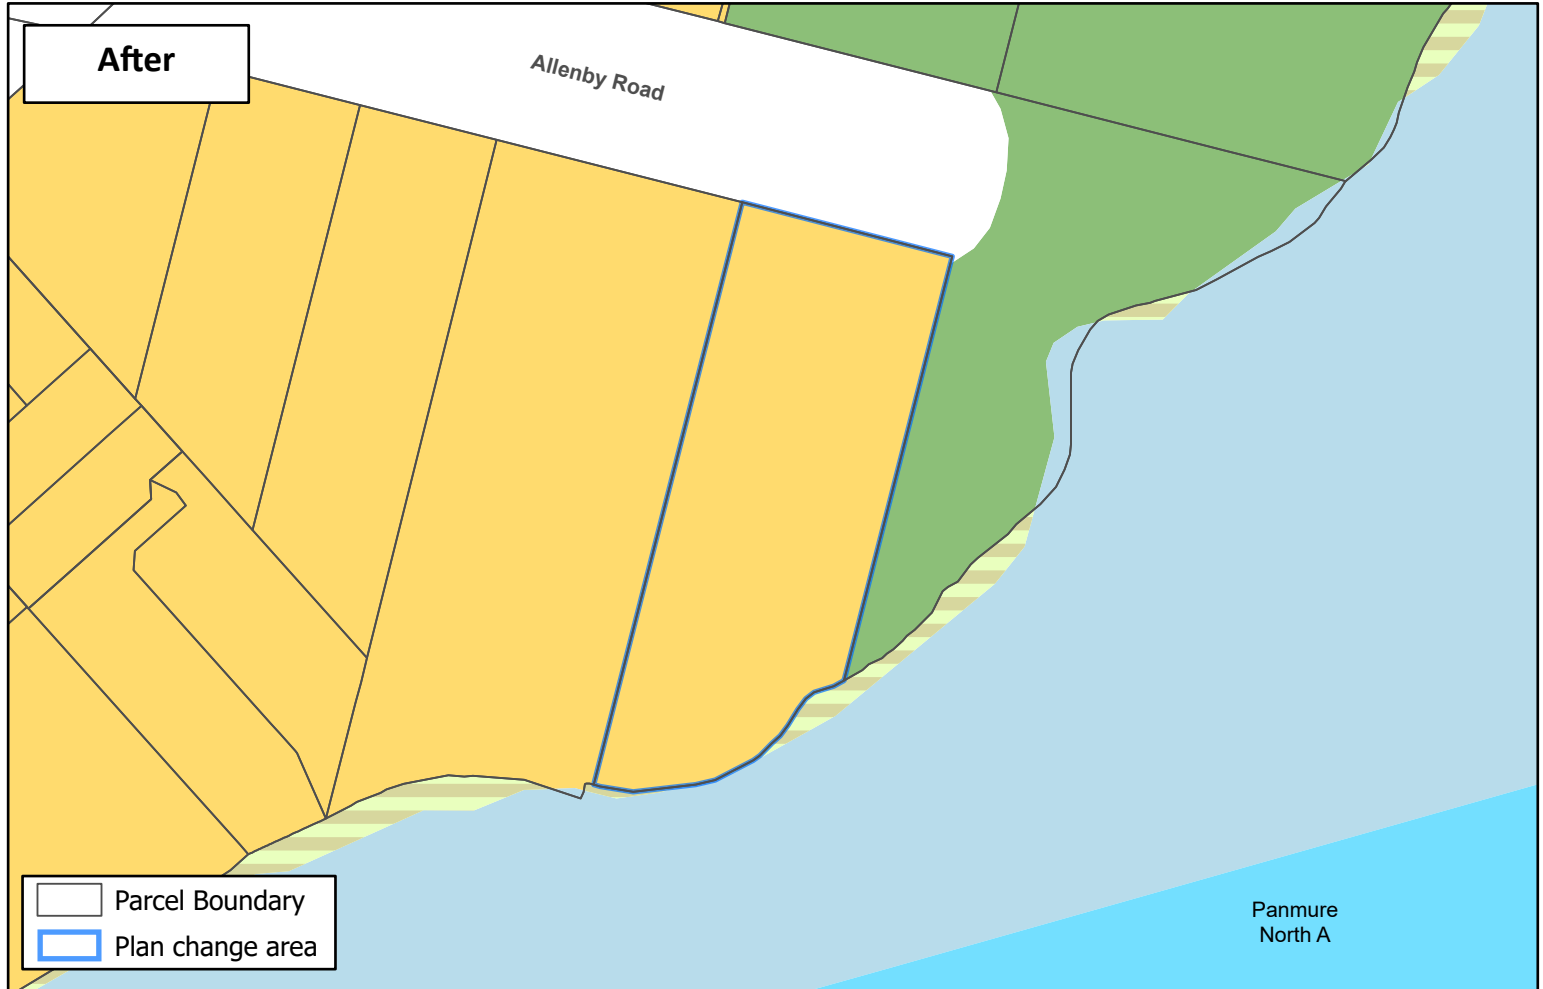 After
Allenby Road
Parcel Boundary
Plan change area
Panmure
North A